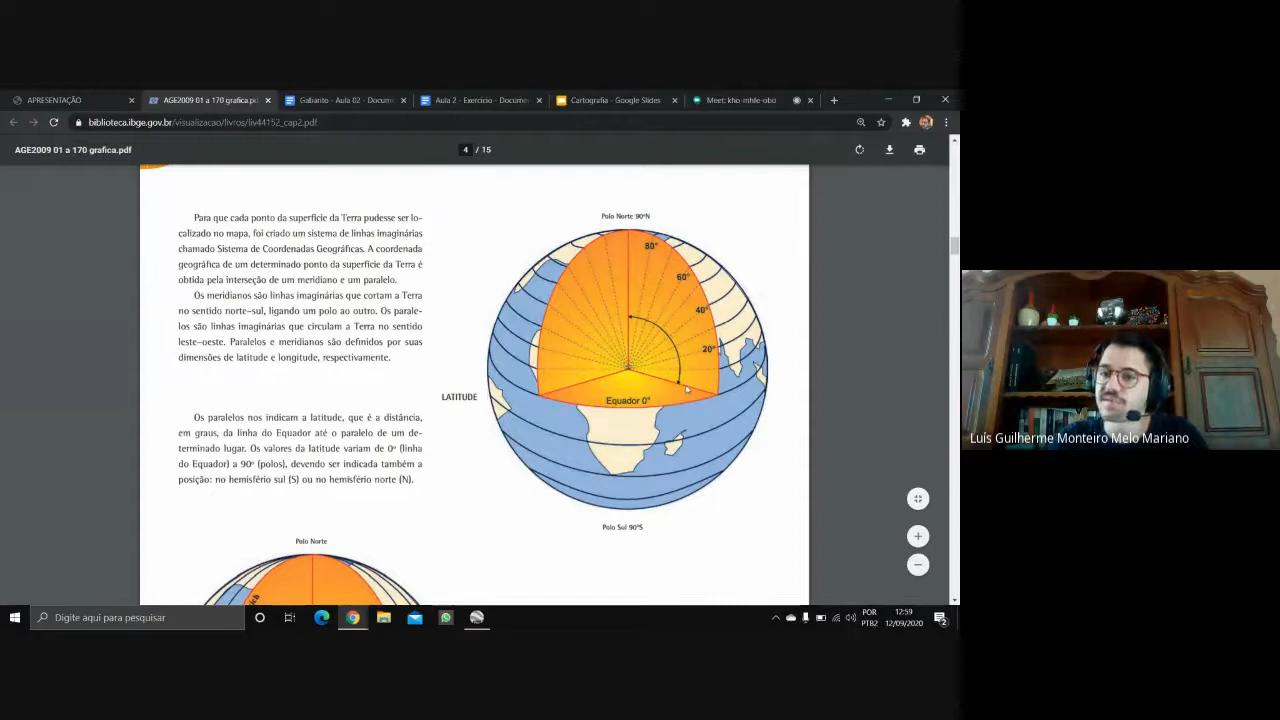 APRESENTAÇÃO
AGE2009 01 a 170 grafica.pd
Gabarito - Aula 02 - Docum
Aula 2 - Exercício - Docume
Cartografia - Google Slides
Meet: kho-mhfe-obo
biblioteca.ibge.gov.br/visualizacao/livros/liv44152_cap2.pdf
AGE2009 01 a 170 grafica.pdf
4 / 15
Para que cada ponto da superfície da Terra pudesse ser lo-
calizado no mapa, foi criado um sistema de linhas imaginárias
chamado Sistema de Coordenadas Geográficas. A coordenada
geográfica de um determinado ponto da superfície da Terra é
obtida pela interseção de um meridiano e um paralelo.
Os meridianos são linhas imaginárias que cortam a Terra
no sentido norte–sul, ligando um polo ao outro. Os parale-
los são linhas imaginárias que circulam a Terra no sentido
leste–oeste. Paralelos e meridianos são definidos por suas
dimensões de latitude e longitude, respectivamente.
Os paralelos nos indicam a latitude, que é a distância,
em graus, da linha do Equador até o paralelo de um de-
terminado lugar. Os valores da latitude variam de 0º (linha
do Equador) a 90º (polos), devendo ser indicada também a
posição: no hemisfério sul (S) ou no hemisfério norte (N).
Polo Norte
Polo Norte 90ºN
80°
60°
40°
20°
LATITUDE
Equador 0°
Polo Sul 90ºS
Luís Guilherme Monteiro Melo Mariano
Digite aqui para pesquisar
POR
PTB2
12:59
12/09/2020
2